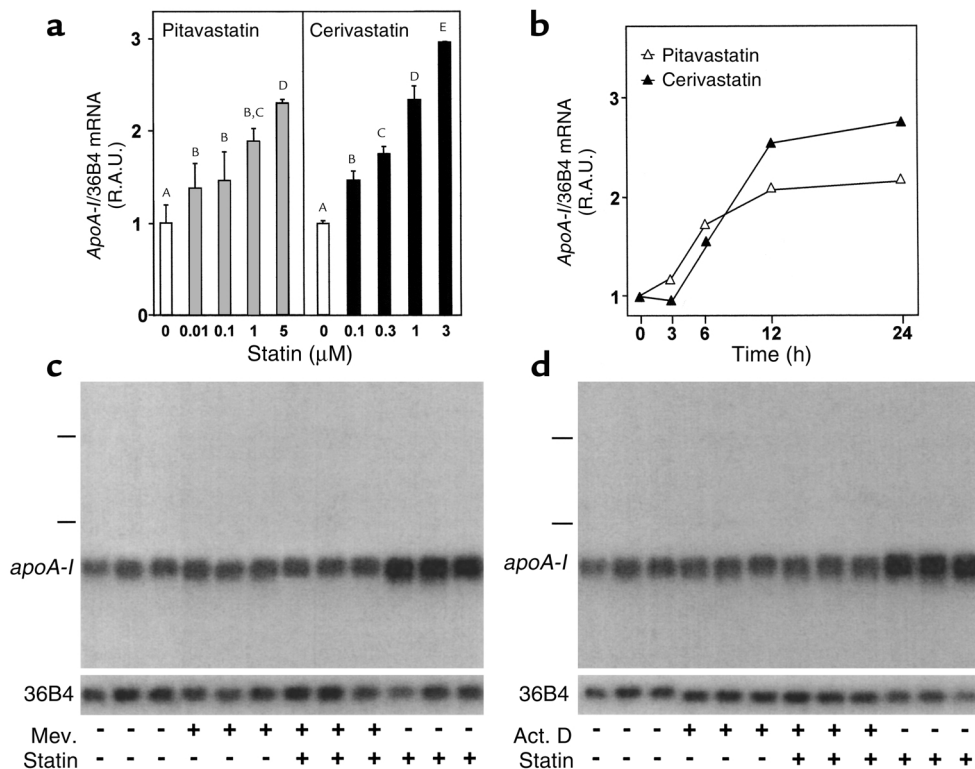 a
Pitavastatin
Cerivastatin
ApoA-I/36B4 mRNA
(R.A.U.)
3
2
1
0
A
B
B
B,C
D
A
B
C
D
E
0 0.01 0.1 1 5 0 0.1 0.3 1 3
Statin (μM)
b
Pitavastatin
Cerivastatin
ApoA-I/36B4 mRNA
(R.A.U.)
3
2
1
0 3 6 12 24
Time (h)
c
apoA-I
36B4
Mev. - - - + + + + + + - - -
Statin - - - - - - + + + + + +
d
apoA-I
36B4
Act. D - - - + + + + + + - - -
Statin - - - - - - + + + + + +